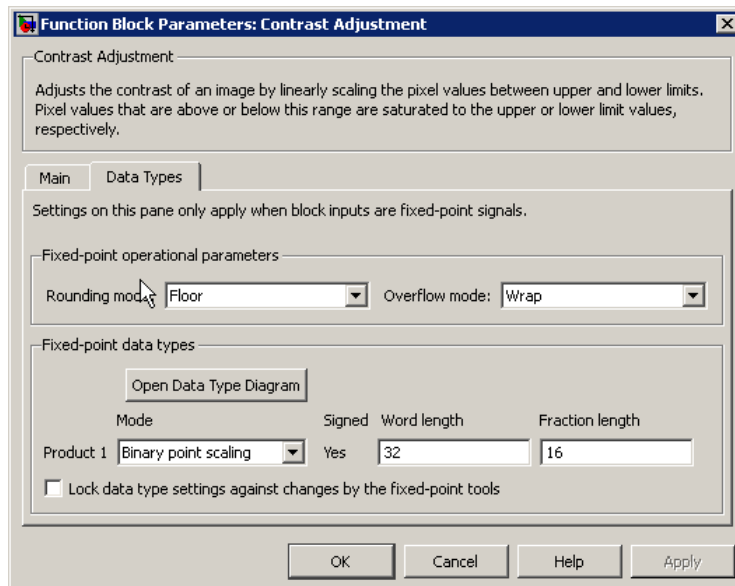 Function Block Parameters: Contrast Adjustment
Contrast Adjustment
Adjusts the contrast of an image by linearly scaling the pixel values between upper and lower limits.
Pixel values that are above or below this range are saturated to the upper or lower limit values,
respectively.
Main Data Types
Settings on this pane only apply when block inputs are fixed-point signals.
Fixed-point operational parameters
Rounding mode: Floor Overflow mode: Wrap
Fixed-point data types
Open Data Type Diagram
Mode Signed Word length Fraction length
Product 1 Binary point scaling Yes 32 16
Lock data type settings against changes by the fixed-point tools
OK Cancel Help Apply